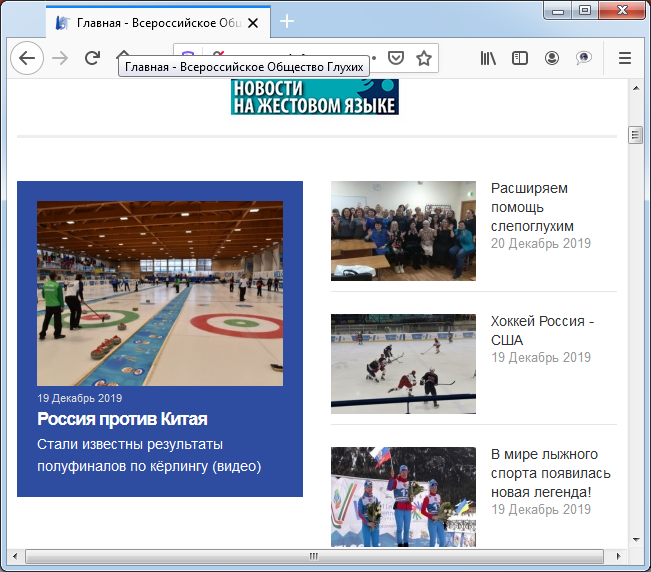 Главная - Всероссийское Общ
Главная - Всероссийское Общество Глухих
НОВОСТИ
НА ЖЕСТОВОМ ЯЗЫКЕ
19 Декабрь 2019
Россия против Китая
Стали известны результаты
полуфиналов по кёрлингу (видео)
Расширяем
помощь
слепоглухим
20 Декабрь 2019
Хоккей Россия -
США
19 Декабрь 2019
В мире лыжного
спорта появилась
новая легенда!
19 Декабрь 2019